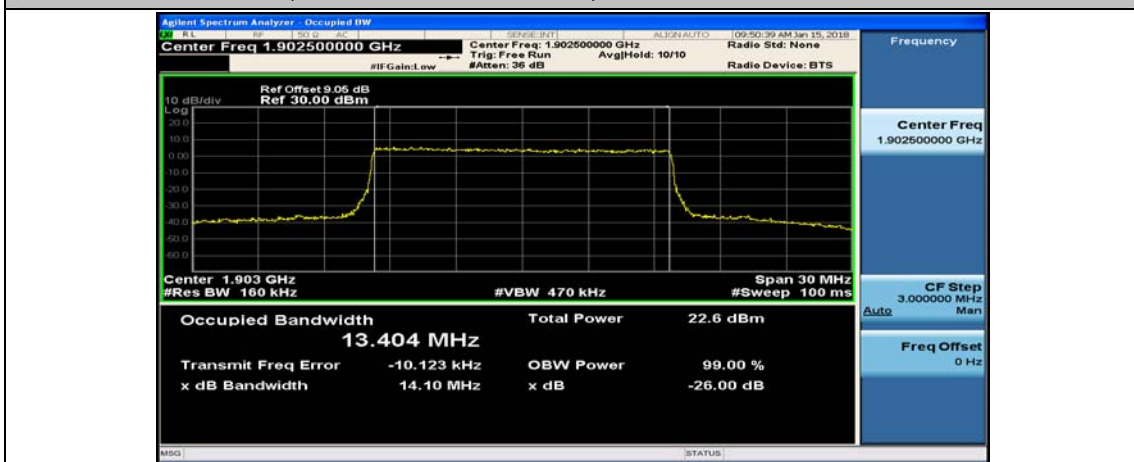 Agilent Spectrum Analyzer - Occupied BW
RL RF 50 Ω AC SENSE:INT ALIGN AUTO 09:50:39 AM Jan 15, 2018
Center Freq 1.902500000 GHz
Center Freq: 1.902500000 GHz
Radio Std: None
Trig: Free Run Avg|Hold: 10/10
#IFGain:Low
#Atten: 36 dB
Radio Device: BTS
Frequency
Ref Offset 9.05 dB
10 dB/div Ref 30.00 dBm
Log
20.0
10.0
0.00
-10.0
-20.0
-30.0
-40.0
-50.0
-60.0
Center Freq
1.902500000 GHz
Center 1.903 GHz Span 30 MHz
#Res BW 160 kHz #VBW 470 kHz #Sweep 100 ms
CF Step
3.000000 MHz
Auto Man
Occupied Bandwidth Total Power 22.6 dBm
13.404 MHz
Transmit Freq Error -10.123 kHz OBW Power 99.00 %
x dB Bandwidth 14.10 MHz x dB -26.00 dB
Freq Offset
0 Hz
MSG STATUS